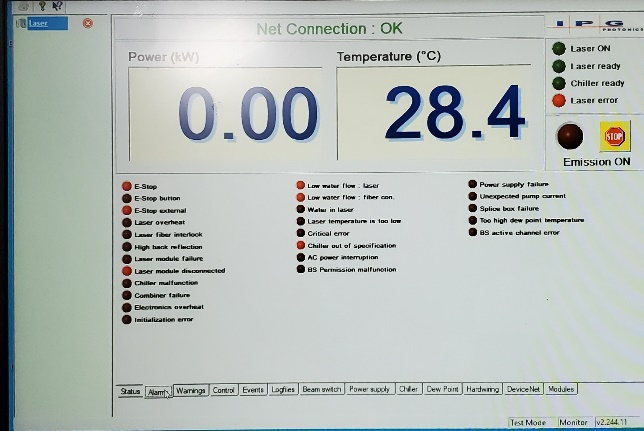 Laser
Net Connection : OK
IPG
PHOTONICS
Power (kW)
Temperature (°C)
0.00
28.4
Laser ON
Laser ready
Chiller ready
Laser error
STOP
Emission ON
E-Stop
E-Stop button
E-Stop external
Laser overheat
Laser fiber interlock
High back reflection
Laser module failure
Laser module disconnected
Chiller malfunction
Combiner failure
Electronics overheat
Initialization error
Low water flow : laser
Low water flow : fiber con.
Water in laser
Laser temperature is too low
Critical error
Chiller out of specification
AC power interruption
BS Permission malfunction
Power supply failure
Unexpected pump current
Splice box failure
Too high dew point temperature
BS active channel error
Status Alarms Warnings Control Events Logfiles Beam switch Power supply Chiller Dew Point Hardwiring DeviceNet Modules
Test Mode Monitor v2.244.11